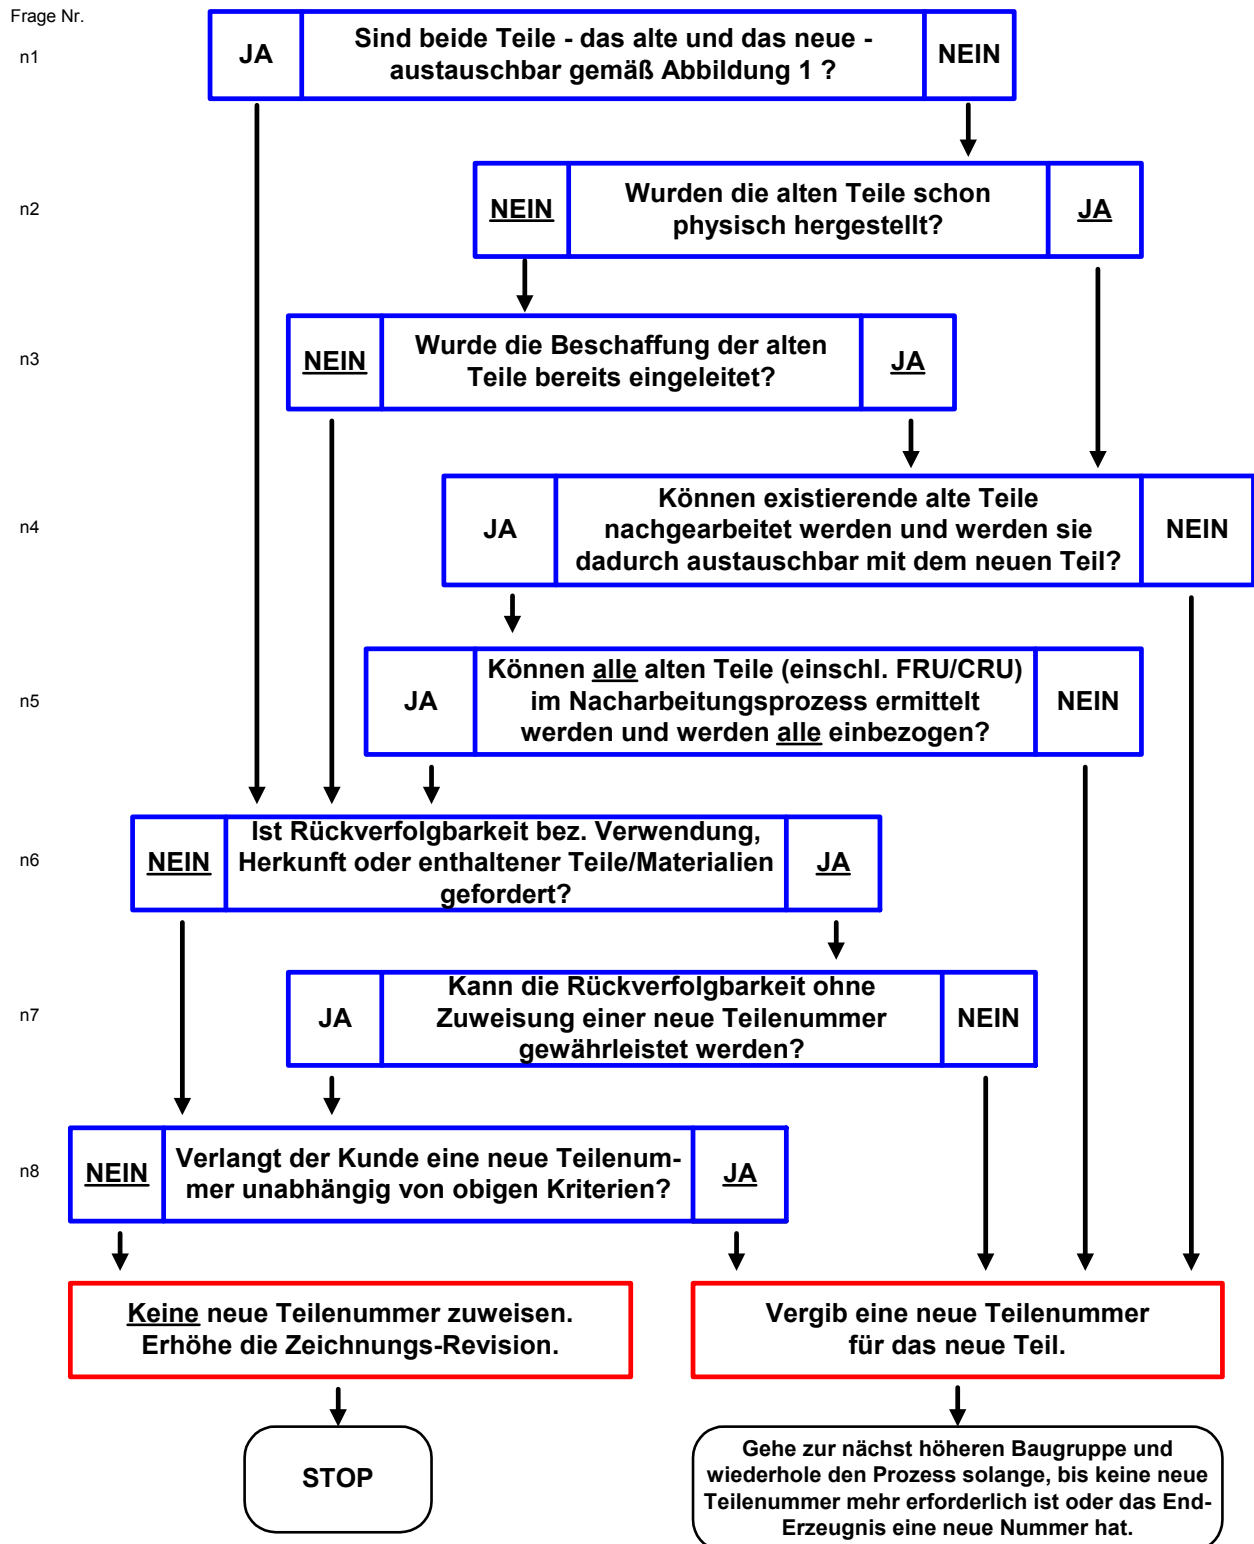 Frage Nr.
n1
JA
Sind beide Teile - das alte und das neue -
austauschbar gemäß Abbildung 1 ?
NEIN
n2
NEIN
Wurden die alten Teile schon
physisch hergestellt?
JA
n3
NEIN
Wurde die Beschaffung der alten
Teile bereits eingeleitet?
JA
n4
JA
Können existierende alte Teile
nachgearbeitet werden und werden sie
dadurch austauschbar mit dem neuen Teil?
NEIN
n5
JA
Können alle alten Teile (einschl. FRU/CRU)
im Nacharbeitungsprozess ermittelt
werden und werden alle einbezogen?
NEIN
n6
NEIN
Ist Rückverfolgbarkeit bez. Verwendung,
Herkunft oder enthaltener Teile/Materialien
gefordert?
JA
n7
JA
Kann die Rückverfolgbarkeit ohne
Zuweisung einer neue Teilenummer
gewährleistet werden?
NEIN
n8
NEIN
Verlangt der Kunde eine neue Teilenum-
mer unabhängig von obigen Kriterien?
JA
Keine neue Teilenummer zuweisen.
Erhöhe die Zeichnungs-Revision.
Vergib eine neue Teilenummer
für das neue Teil.
STOP
Gehe zur nächst höheren Baugruppe und
wiederhole den Prozess solange, bis keine neue
Teilenummer mehr erforderlich ist oder das End-
Erzeugnis eine neue Nummer hat.